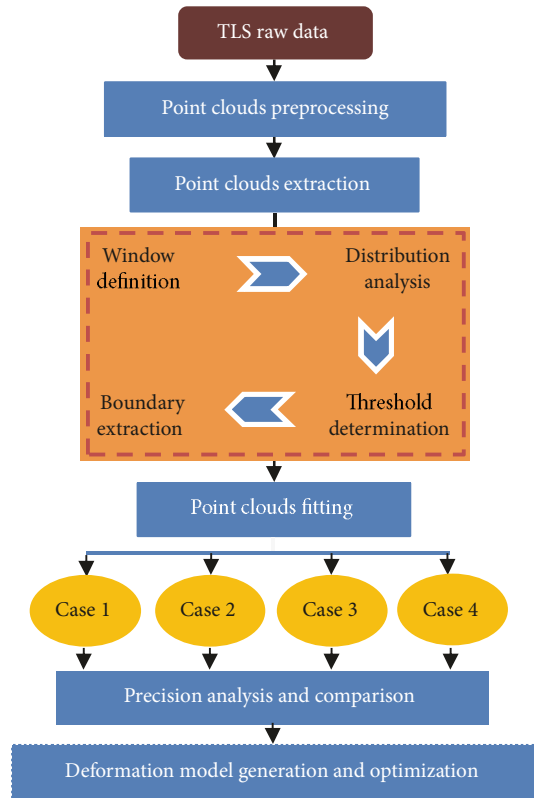 TLS raw data
Point clouds preprocessing
Point clouds extraction
Window
definition
Distribution
analysis
Threshold
determination
Boundary
extraction
Point clouds fitting
Case 1
Case 2
Case 3
Case 4
Precision analysis and comparison
Deformation model generation and optimization